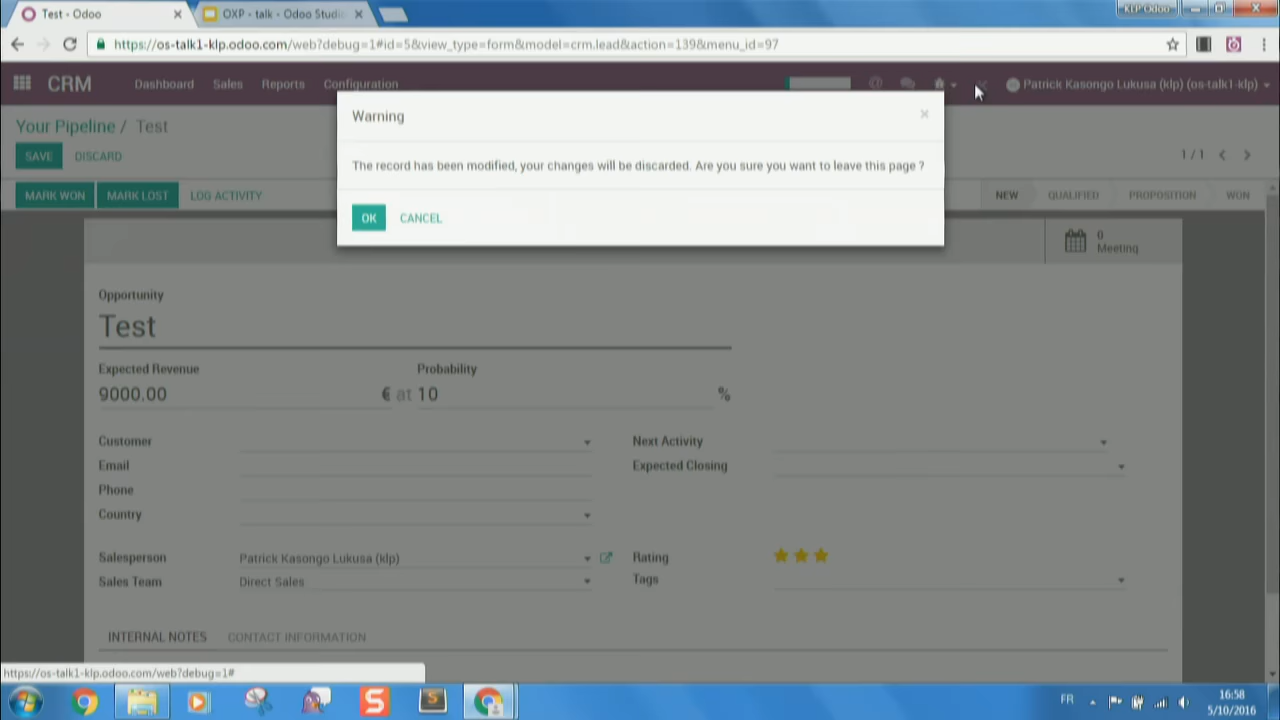 Test - Odoo
OXP - talk - Odoo Studi
KLP Odoo
https://os-talk1-klp.odoo.com/web?debug=1#id=5&view_type=form&model=crm.lead&action=139&menu_id=97
CRM
Dashboard Sales Reports Configuration
Patrick Kasongo Lukusa (klp) (os-talk1-klp)
Your Pipeline / Test
SAVE DISCARD
1 / 1
MARK WON MARK LOST LOG ACTIVITY
NEW QUALIFIED PROPOSITION WON
Warning
The record has been modified, your changes will be discarded. Are you sure you want to leave this page ?
OK CANCEL
0
Meeting
Opportunity
Test
Expected Revenue Probability
9000.00 € at 10 %
Customer Next Activity
Email Expected Closing
Phone
Country
Salesperson Patrick Kasongo Lukusa (klp) Rating
Sales Team Direct Sales Tags
INTERNAL NOTES CONTACT INFORMATION
https://os-talk1-klp.odoo.com/web?debug=1#
FR
16:58
5/10/2016